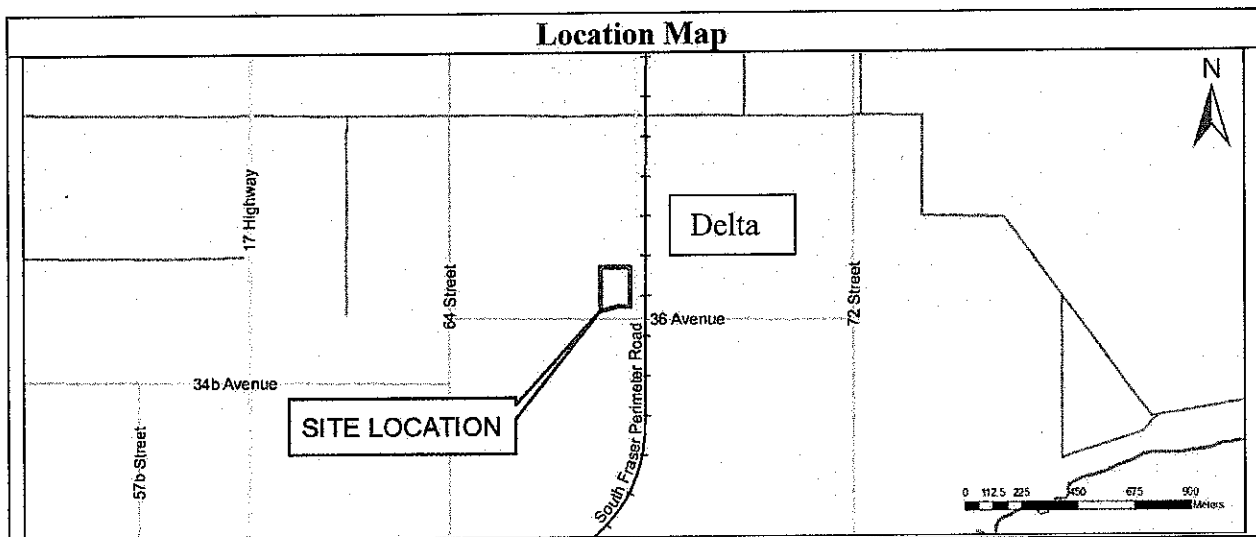 Location Map
N
17 Highway
Delta
64 Street
72 Street
36 Avenue
South Fraser Perimeter Road
34b Avenue
SITE LOCATION
57b Street
0 112.5 225 450 675 900
Meters